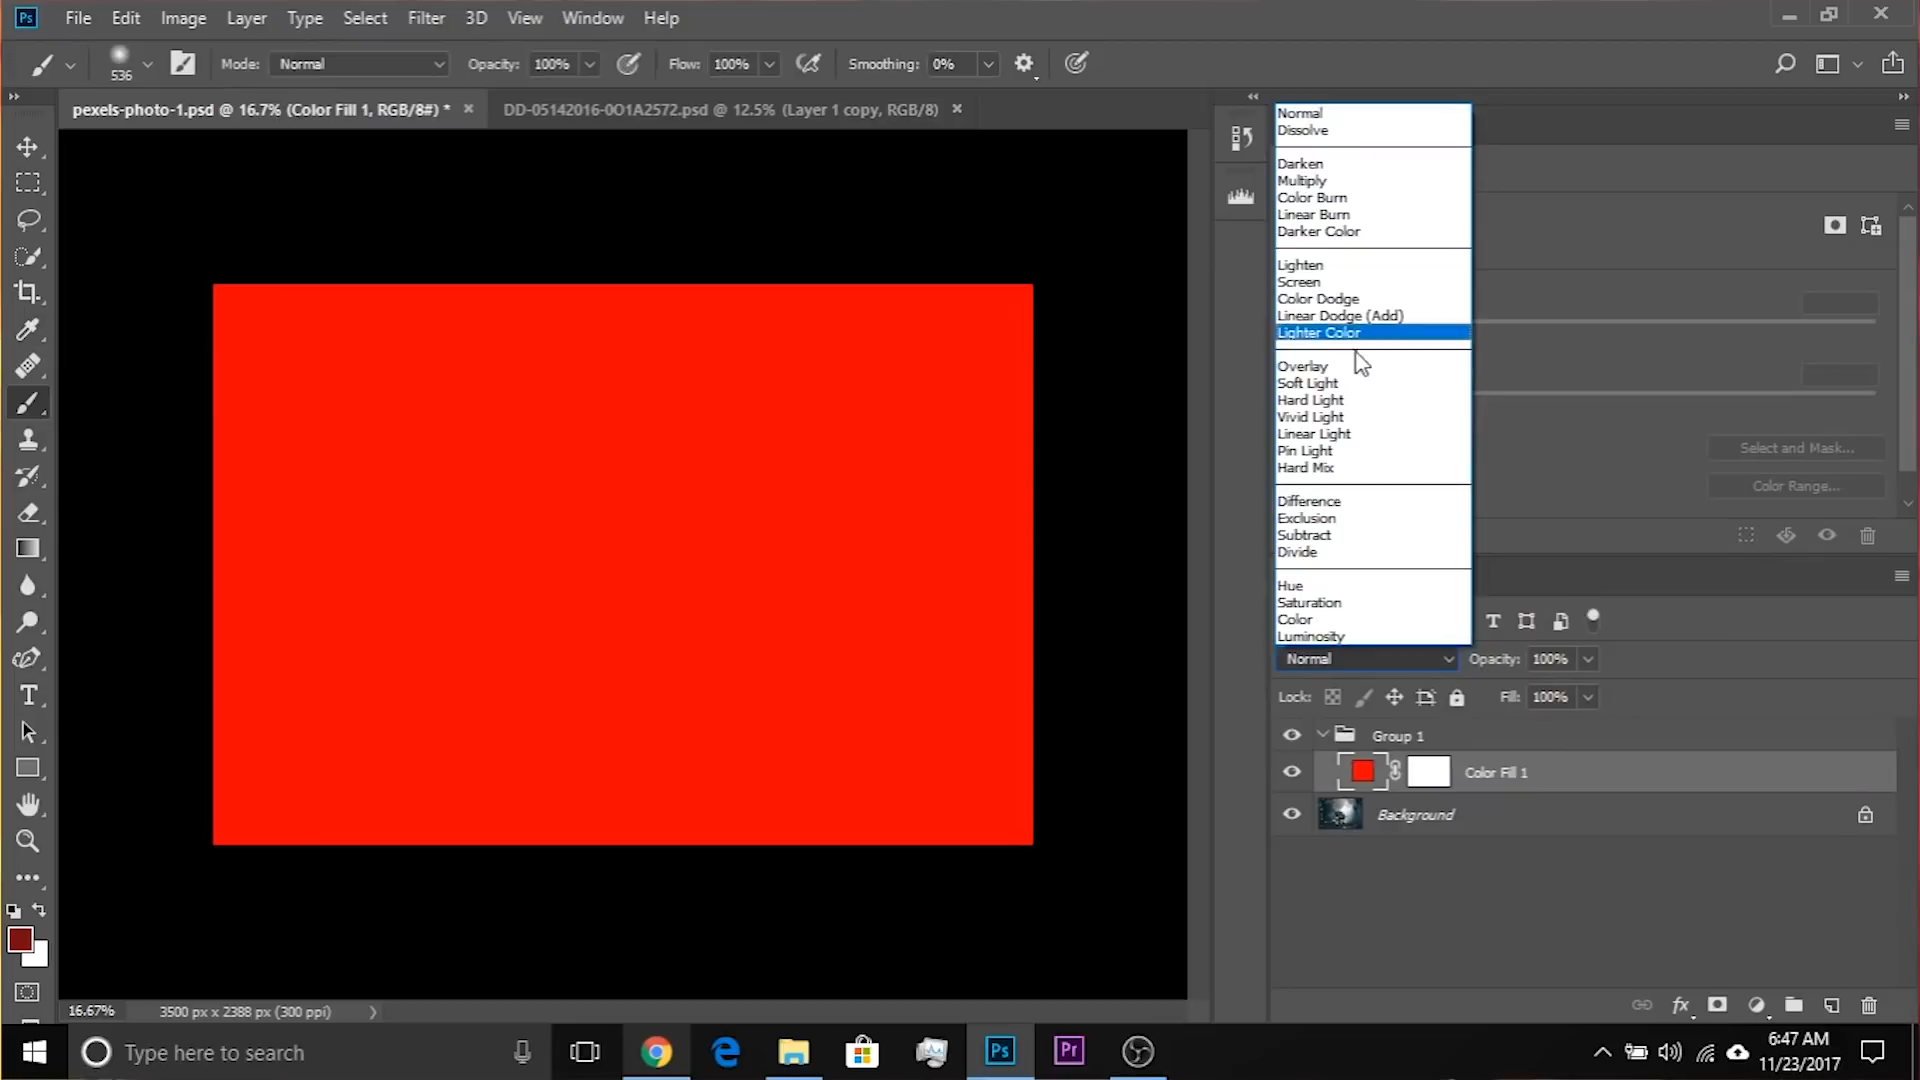 Ps File Edit Image Layer Type Select Filter 3D View Window Help
536 Mode: Normal Opacity: 100% Flow: 100% Smoothing: 0%
pexels-photo-1.psd @ 16.7% (Color Fill 1, RGB/8#) * DD-05142016-0O1A2572.psd @ 12.5% (Layer 1 copy, RGB/8)
Normal
Dissolve
Darken
Multiply
Color Burn
Linear Burn
Darker Color
Lighten
Screen
Color Dodge
Linear Dodge (Add)
Lighter Color
Overlay
Soft Light
Hard Light
Vivid Light
Linear Light
Pin Light
Hard Mix
Difference
Exclusion
Subtract
Divide
Hue
Saturation
Color
Luminosity
Select and Mask...
Color Range...
Normal Opacity: 100%
Lock: Fill: 100%
Group 1
Color Fill 1
Background
fx
16.67% 3500 px x 2388 px (300 ppi)
Type here to search
Ps Pr
6:47 AM
11/23/2017